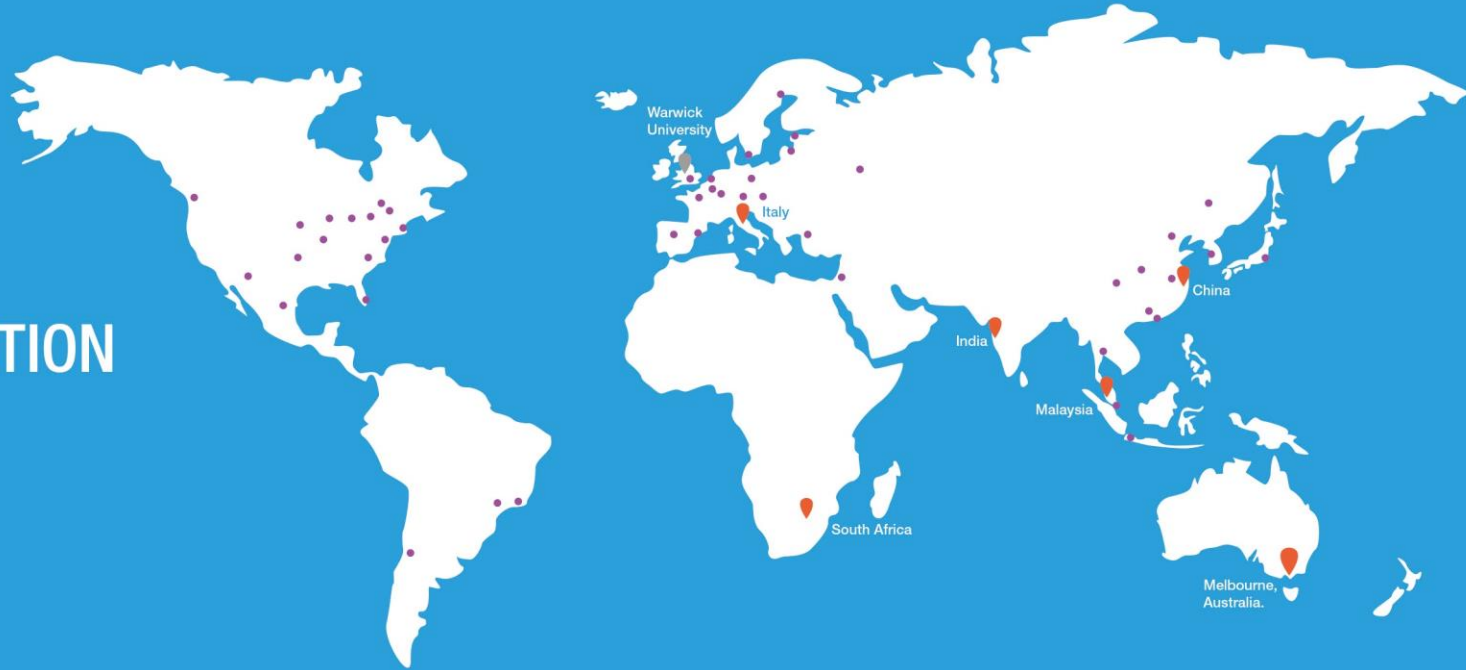 Warwick
University
Italy
China
TION
India
Malaysia
South Africa
Melbourne,
Australia.